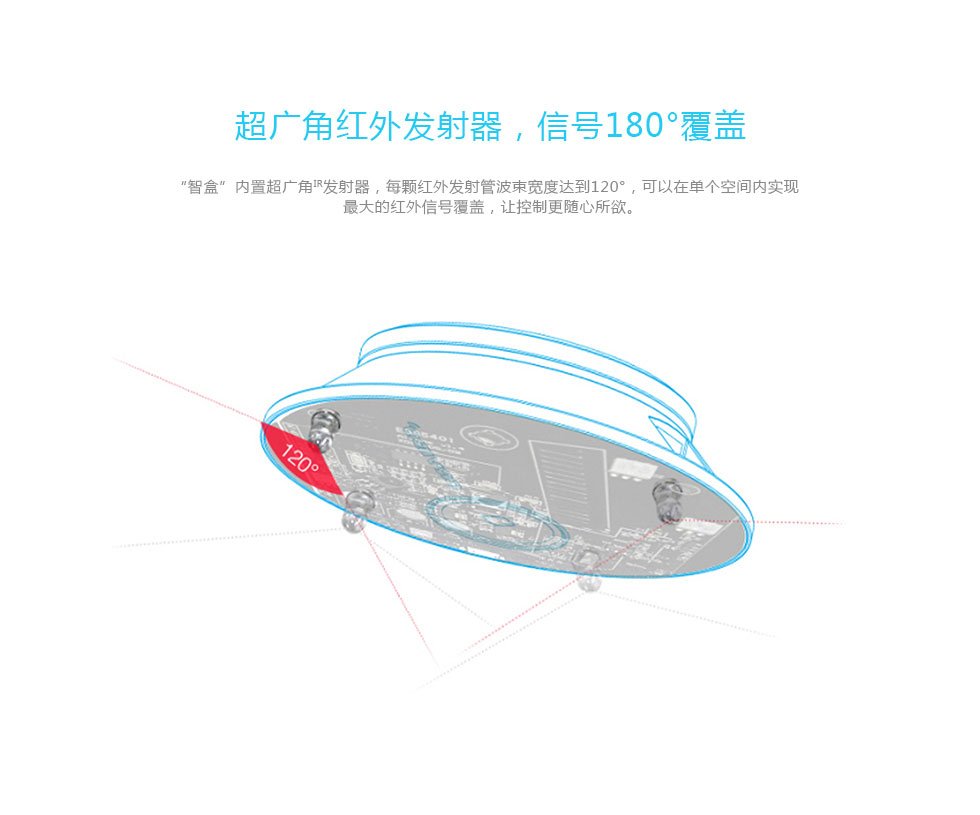 超广角红外发射器，信号180°覆盖
“智盒”内置超广角IR发射器，每颗红外发射管波束宽度达到120°，可以在单个空间内实现
最大的红外信号覆盖，让控制更随心所欲。
120°